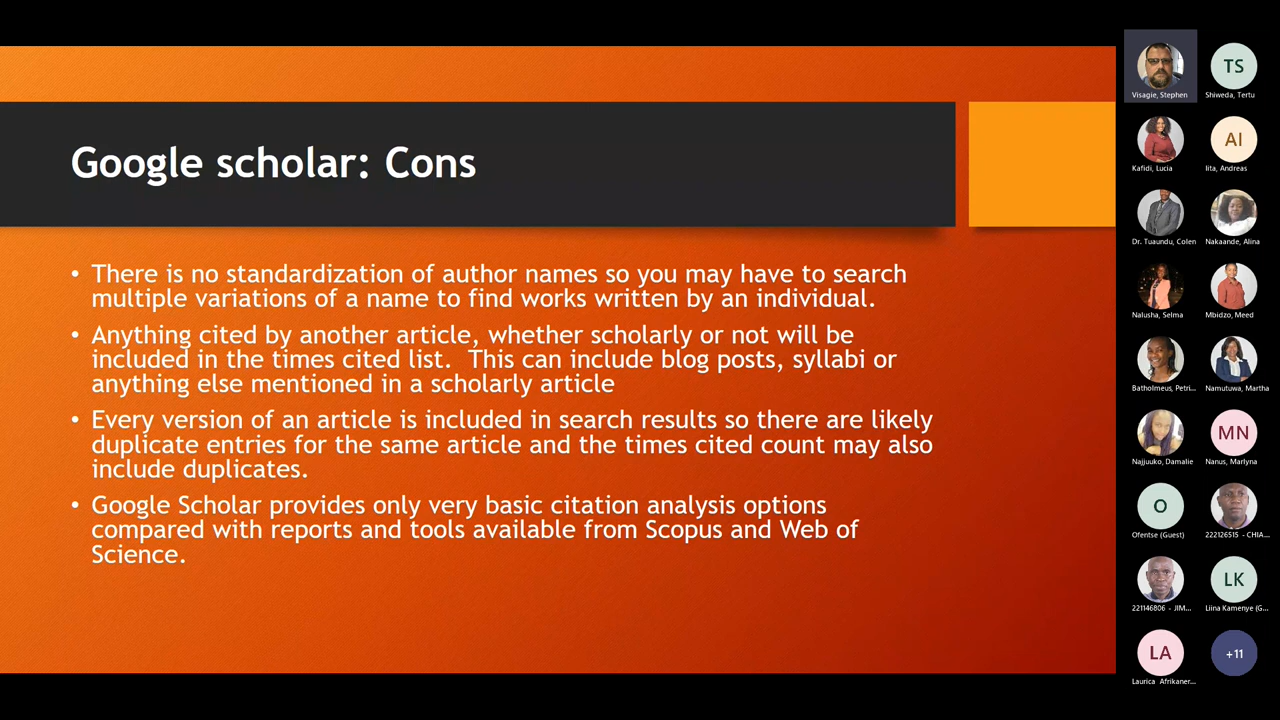 Google scholar: Cons
• There is no standardization of author names so you may have to search
multiple variations of a name to find works written by an individual.
• Anything cited by another article, whether scholarly or not will be
included in the times cited list.  This can include blog posts, syllabi or
anything else mentioned in a scholarly article
• Every version of an article is included in search results so there are likely
duplicate entries for the same article and the times cited count may also
include duplicates.
• Google Scholar provides only very basic citation analysis options
compared with reports and tools available from Scopus and Web of
Science.
Visagie, Stephen
TS
Shiweda, Tertu
Kafidi, Lucia
AI
Iita, Andreas
Dr. Tuaundu, Colen
Nakaande, Alina
Nalusha, Selma
Mbidzo, Meed
Batholmeus, Petri...
Namutuwa, Martha
Najjuuko, Damalie
MN
Nanus, Marlyna
O
Ofentse (Guest)
222126515 - CHIA...
221146806 - JIM...
LK
Liina Kamenye (G...
LA
Laurica Afrikaner...
+11